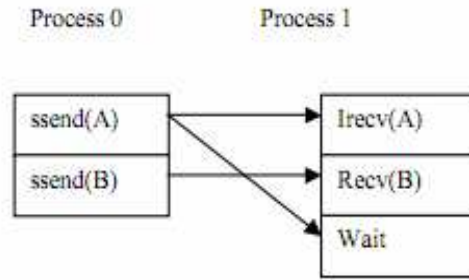 Process 0 Process 1
ssend(A) Irecv(A)
ssend(B) Recv(B)
Wait